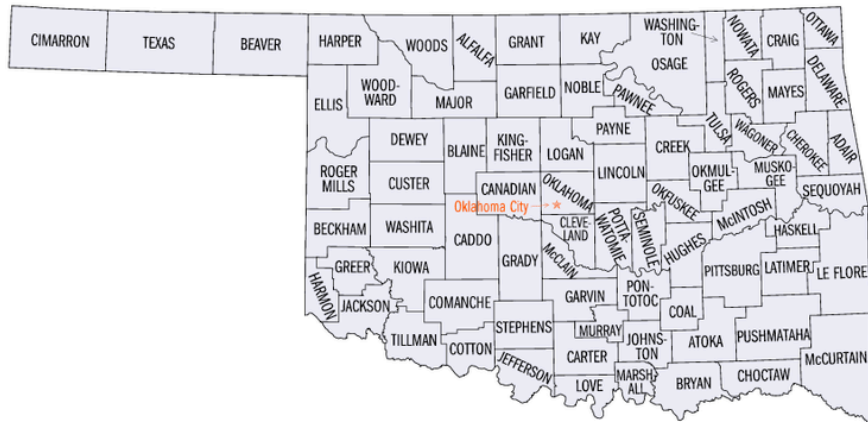 CIMARRON
TEXAS
BEAVER
HARPER
WOODS
ALFALFA
GRANT
KAY
WASHING-
TON
OSAGE
NOWATA
CRAIG
OTTAWA
ELLIS
WOOD-
WARD
MAJOR
GARFIELD
NOBLE
PAWNEE
ROGERS
MAYES
DELAWARE
DEWEY
BLAINE
KING-
FISHER
LOGAN
PAYNE
CREEK
TULSA
WAGONER
CHEROKEE
ADAIR
ROGER
MILLS
CUSTER
CANADIAN
OKLAHOMA
LINCOLN
OKFUSKEE
OKMUL-
GEE
MUSKO-
GEE
SEQUOYAH
Oklahoma City
BECKHAM
WASHITA
CADDO
GRADY
CLEVE-
LAND
McCLAIN
POTTA-
WATOMIE
SEMINOLE
HUGHES
McINTOSH
HASKELL
GREER
KIOWA
HARMON
JACKSON
COMANCHE
GARVIN
PON-
TOTOC
PITTSBURG
LATIMER
LE FLORE
TILLMAN
COTTON
STEPHENS
JEFFERSON
MURRAY
CARTER
JOHNS-
TON
COAL
ATOKA
PUSHMATAHA
McCURTAIN
LOVE
MARSH-
ALL
BRYAN
CHOCTAW